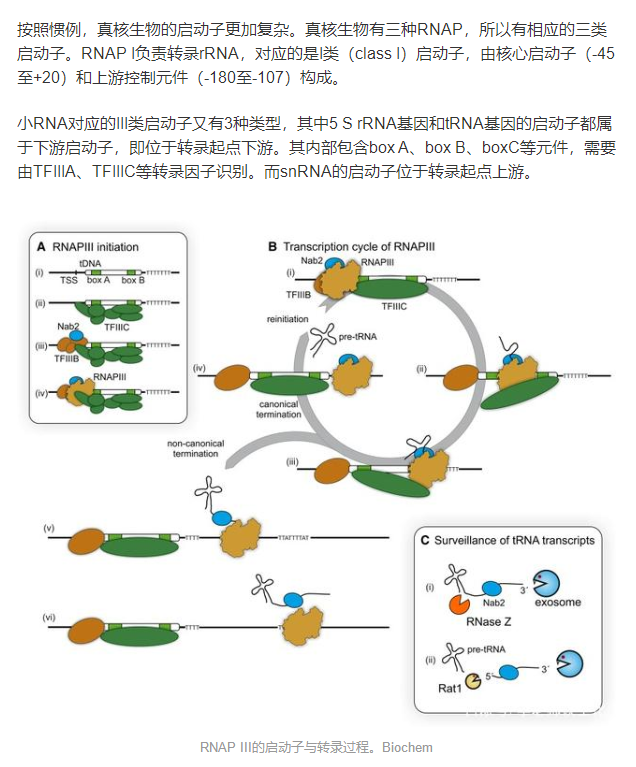 按照惯例，真核生物的启动子更加复杂。真核生物有三种RNAP，所以有相应的三类
启动子。RNAP I负责转录rRNA，对应的是I类（class I）启动子，由核心启动子（-45
至+20）和上游控制元件（-180至-107）构成。
小RNA对应的III类启动子又有3种类型，其中5 S rRNA基因和tRNA基因的启动子都属
于下游启动子，即位于转录起点下游。其内部包含box A、box B、boxC等元件，需要
由TFIIIA、TFIIIC等转录因子识别。而snRNA的启动子位于转录起点上游。
A RNAPIII initiation
(i)
tDNA
TTTTTT
TSS box A box B
(ii)
TTTTTT
Nab2 TFIIIC
(iii)
TTTTTT
TFIIIB
RNAPIII
(iv)
TTTTTT
B Transcription cycle of RNAPIII
Nab2 RNAPIII
(i)
TTTTTT
TFIIIB
TFIIIC
reinitiation
pre-tRNA
(iv)
(ii)
TTTTTT
canonical
termination
non-canonical
termination
(iii)
TTT
(v)
TTTT
TTATTTTAT
(vi)
TTTT
C Surveillance of tRNA transcripts
(i)
3´
Nab2 exosome
RNase Z
(ii)
pre-tRNA
5´
3´
Rat1
RNAP III的启动子与转录过程。Biochem